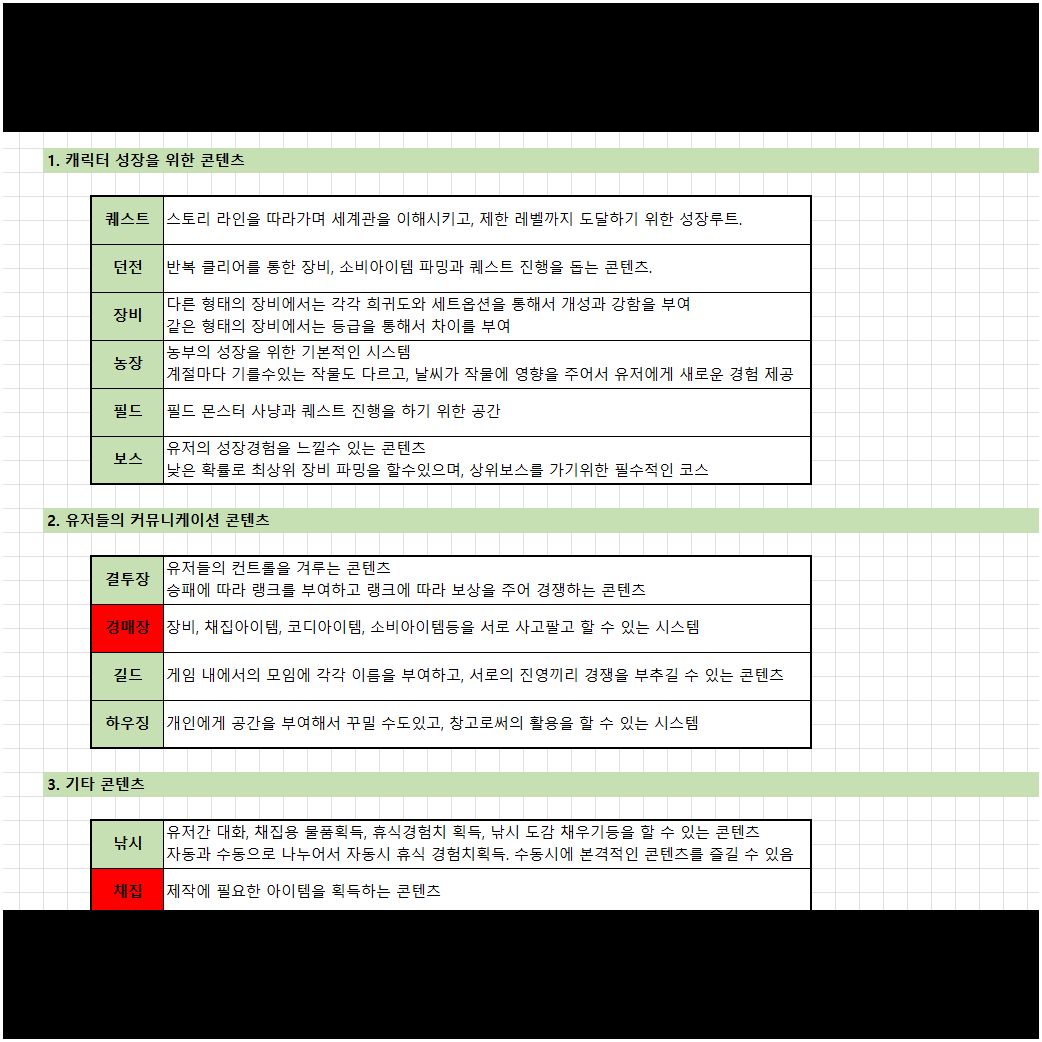 1. 캐릭터 성장을 위한 콘텐츠
퀘스트 스토리 라인을 따라가며 세계관을 이해시키고, 제한 레벨까지 도달하기 위한 성장루트.
던전 반복 클리어를 통한 장비, 소비아이템 파밍과 퀘스트 진행을 돕는 콘텐츠.
장비 다른 형태의 장비에서는 각각 희귀도와 세트옵션을 통해서 개성과 강함을 부여
같은 형태의 장비에서는 등급을 통해서 차이를 부여
농장 농부의 성장을 위한 기본적인 시스템
계절마다 기를수있는 작물도 다르고, 날씨가 작물에 영향을 주어서 유저에게 새로운 경험 제공
필드 필드 몬스터 사냥과 퀘스트 진행을 하기 위한 공간
보스 유저의 성장경험을 느낄수 있는 콘텐츠
낮은 확률로 최상위 장비 파밍을 할수있으며, 상위보스를 가기위한 필수적인 코스
2. 유저들의 커뮤니케이션 콘텐츠
결투장 유저들의 컨트롤을 겨루는 콘텐츠
승패에 따라 랭크를 부여하고 랭크에 따라 보상을 주어 경쟁하는 콘텐츠
경매장 장비, 채집아이템, 코디아이템, 소비아이템등을 서로 사고팔고 할 수 있는 시스템
길드 게임 내에서의 모임에 각각 이름을 부여하고, 서로의 진영끼리 경쟁을 부추길 수 있는 콘텐츠
하우징 개인에게 공간을 부여해서 꾸밀 수도있고, 창고로써의 활용을 할 수 있는 시스템
3. 기타 콘텐츠
낚시 유저간 대화, 채집용 물품획득, 휴식경험치 획득, 낚시 도감 채우기등을 할 수 있는 콘텐츠
자동과 수동으로 나누어서 자동시 휴식 경험치획득. 수동시에 본격적인 콘텐츠를 즐길 수 있음
채집 제작에 필요한 아이템을 획득하는 콘텐츠